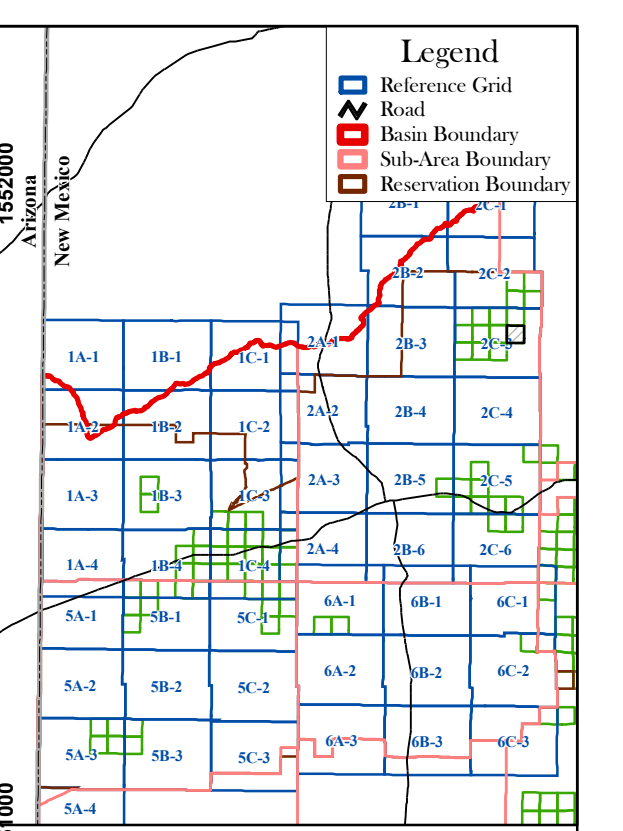 Legend
Reference Grid
Road
Basin Boundary
Sub-Area Boundary
Reservation Boundary
1552000
Arizona
New Mexico
2B-1 2C-1
2B-2 2C-2
1A-1 1B-1 1C-1 2A-1 2B-3 2C-3
1A-2 1B-2 1C-2 2A-2 2B-4 2C-4
1A-3 1B-3 1C-3 2A-3 2B-5 2C-5
1A-4 1B-4 1C-4 2A-4 2B-6 2C-6
5A-1 5B-1 5C-1 6A-1 6B-1 6C-1
5A-2 5B-2 5C-2 6A-2 6B-2 6C-2
5A-3 5B-3 5C-3 6A-3 6B-3 6C-3
5A-4